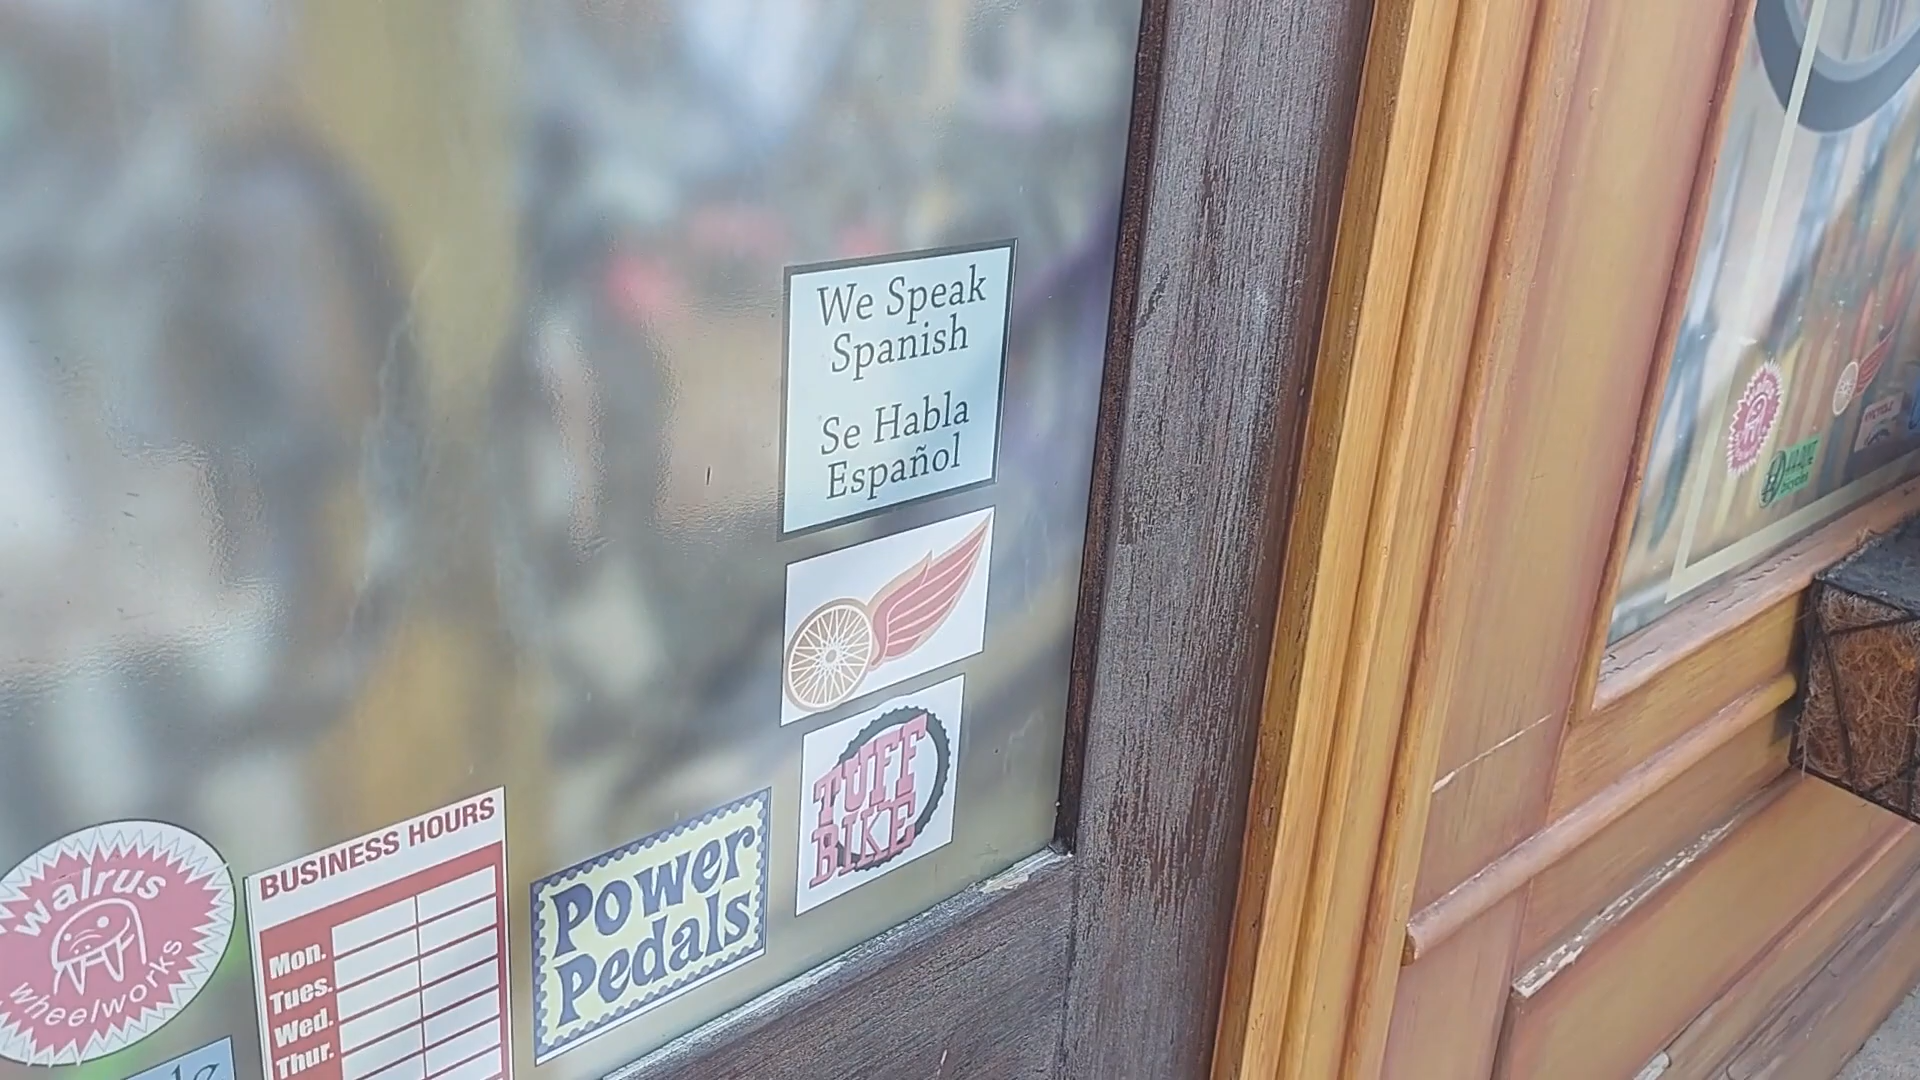 We Speak
Spanish
Se Habla
Español
TUFF
BIKE
Power
Pedals
BUSINESS HOURS
Mon.
Tues.
Wed.
Thur.
walrus
wheelworks